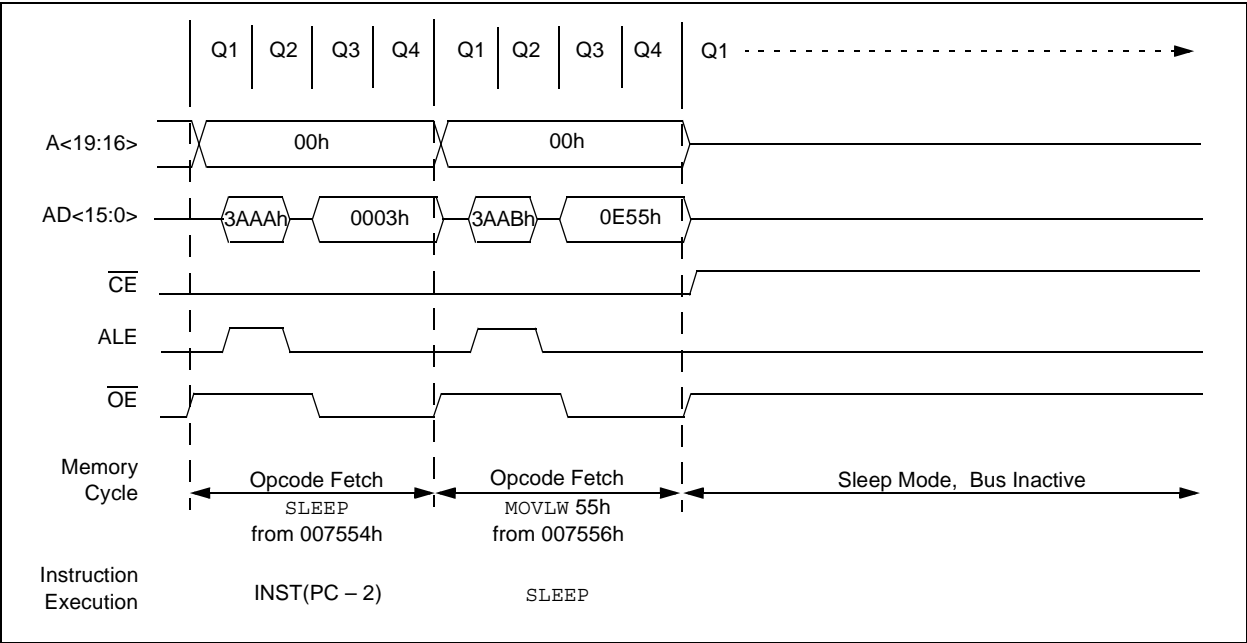 Q1 Q2 Q3 Q4 Q1 Q2 Q3 Q4 Q1
A<19:16> 00h 00h
AD<15:0> 3AAAh 0003h 3AABh 0E55h
CE
ALE
OE
Memory
Cycle
Opcode Fetch
SLEEP
from 007554h
Opcode Fetch
MOVLW 55h
from 007556h
Sleep Mode, Bus Inactive
Instruction
Execution
INST(PC – 2)
SLEEP